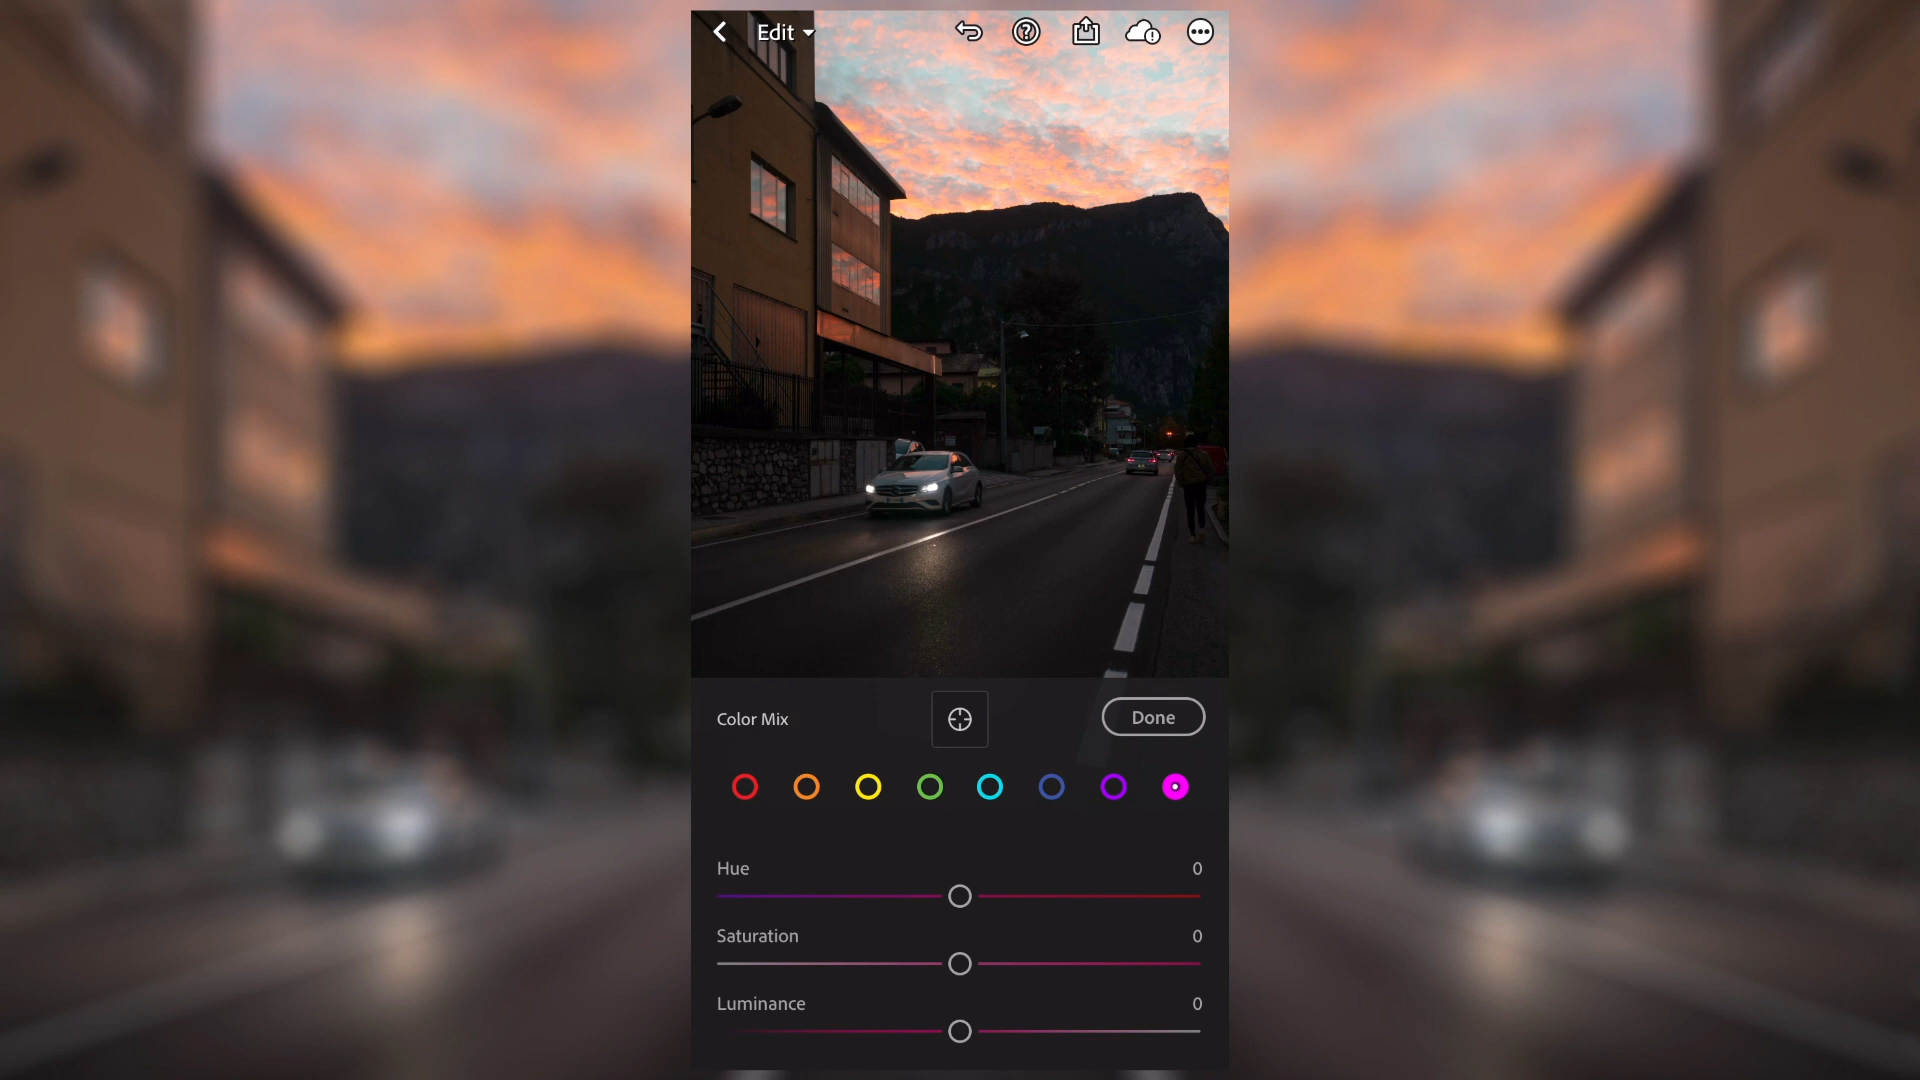 Edit
Color Mix
Done
Hue 0
Saturation 0
Luminance 0